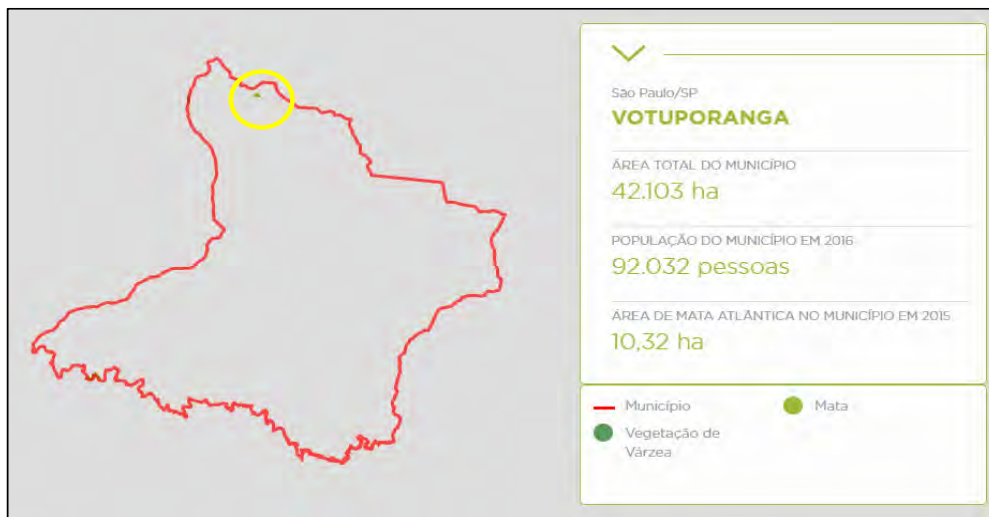 São Paulo/SP
VOTUPORANGA
ÁREA TOTAL DO MUNICÍPIO
42.103 ha
POPULAÇÃO DO MUNICÍPIO EM 2016
92.032 pessoas
ÁREA DE MATA ATLÂNTICA NO MUNICÍPIO EM 2015
10,32 ha
Município
Mata
Vegetação de
Várzea